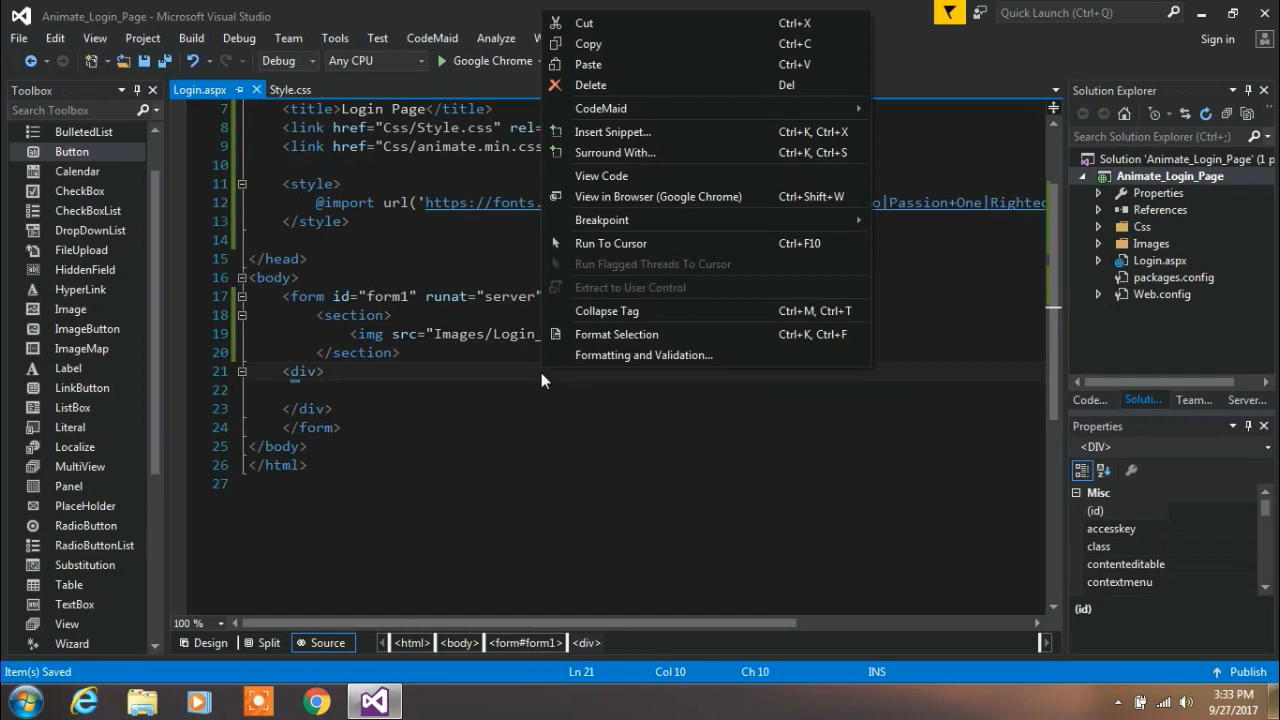 Animate_Login_Page - Microsoft Visual Studio
Quick Launch (Ctrl+Q)
File Edit View Project Build Debug Team Tools Test CodeMaid Analyze
Sign in
Debug Any CPU Google Chrome
Toolbox
Search Toolbox
BulletedList
Button
Calendar
CheckBox
CheckBoxList
DropDownList
FileUpload
HiddenField
HyperLink
Image
ImageButton
ImageMap
Label
LinkButton
ListBox
Literal
Localize
MultiView
Panel
PlaceHolder
RadioButton
RadioButtonList
Substitution
Table
TextBox
View
Wizard
Login.aspx Style.css
7 <title>Login Page</title>
8 <link href="Css/Style.css" rel=
9 <link href="Css/animate.min.css
10
11 <style>
12 @import url('https://fonts. o|Passion+One|Righteo
13 </style>
14
15 </head>
16 <body>
17 <form id="form1" runat="server"
18 <section>
19 <img src="Images/Login_
20 </section>
21 <div>
22
23 </div>
24 </form>
25 </body>
26 </html>
27
Cut Ctrl+X
Copy Ctrl+C
Paste Ctrl+V
Delete Del
CodeMaid
Insert Snippet... Ctrl+K, Ctrl+X
Surround With... Ctrl+K, Ctrl+S
View Code
View in Browser (Google Chrome) Ctrl+Shift+W
Breakpoint
Run To Cursor Ctrl+F10
Run Flagged Threads To Cursor
Extract to User Control
Collapse Tag Ctrl+M, Ctrl+T
Format Selection Ctrl+K, Ctrl+F
Formatting and Validation...
100 %
Design Split Source <html> <body> <form#form1> <div>
Solution Explorer
Search Solution Explorer (Ctrl+;)
Solution 'Animate_Login_Page' (1 p
Animate_Login_Page
Properties
References
Css
Images
Login.aspx
packages.config
Web.config
Code... Soluti... Team... Server...
Properties
<DIV>
Misc
(id)
accesskey
class
contenteditable
contextmenu
(id)
Item(s) Saved Ln 21 Col 10 Ch 10 INS Publish
3:33 PM
9/27/2017